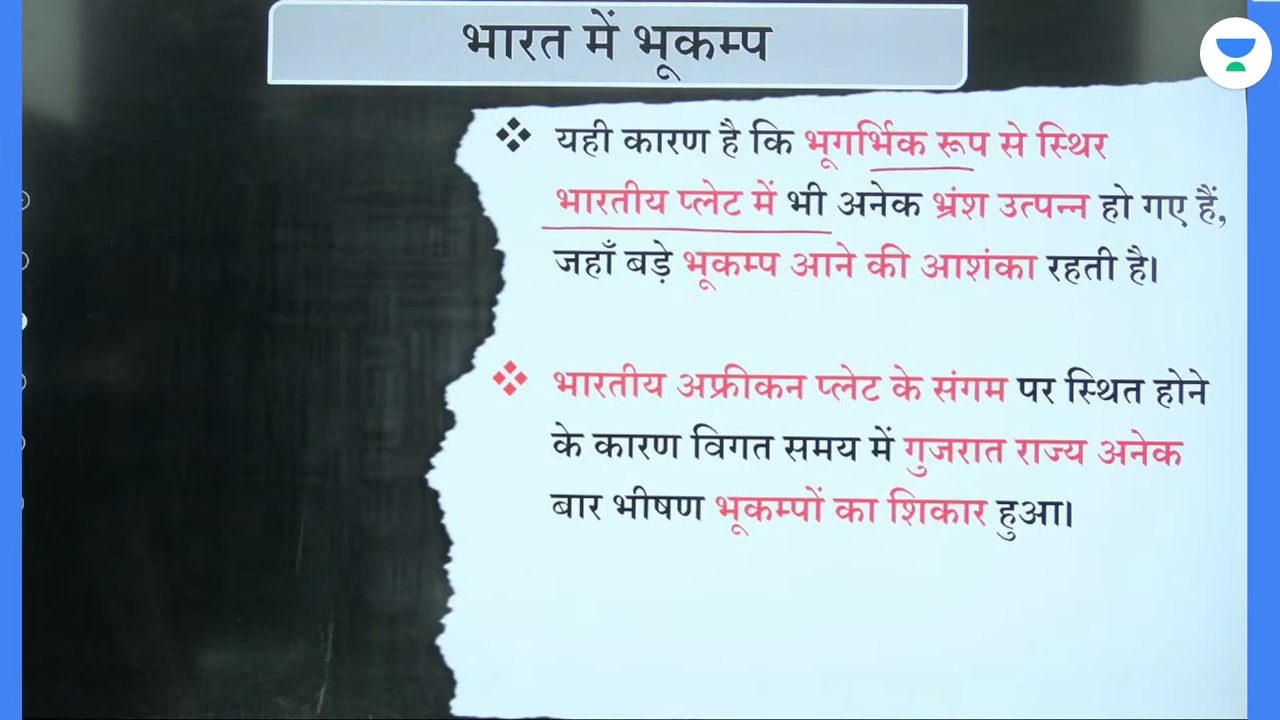 भारत में भूकम्प
यही कारण है कि भूगर्भिक रूप से स्थिर
भारतीय प्लेट में भी अनेक भ्रंश उत्पन्न हो गए हैं,
जहाँ बड़े भूकम्प आने की आशंका रहती है।
भारतीय अफ्रीकन प्लेट के संगम पर स्थित होने
के कारण विगत समय में गुजरात राज्य अनेक
बार भीषण भूकम्पों का शिकार हुआ।